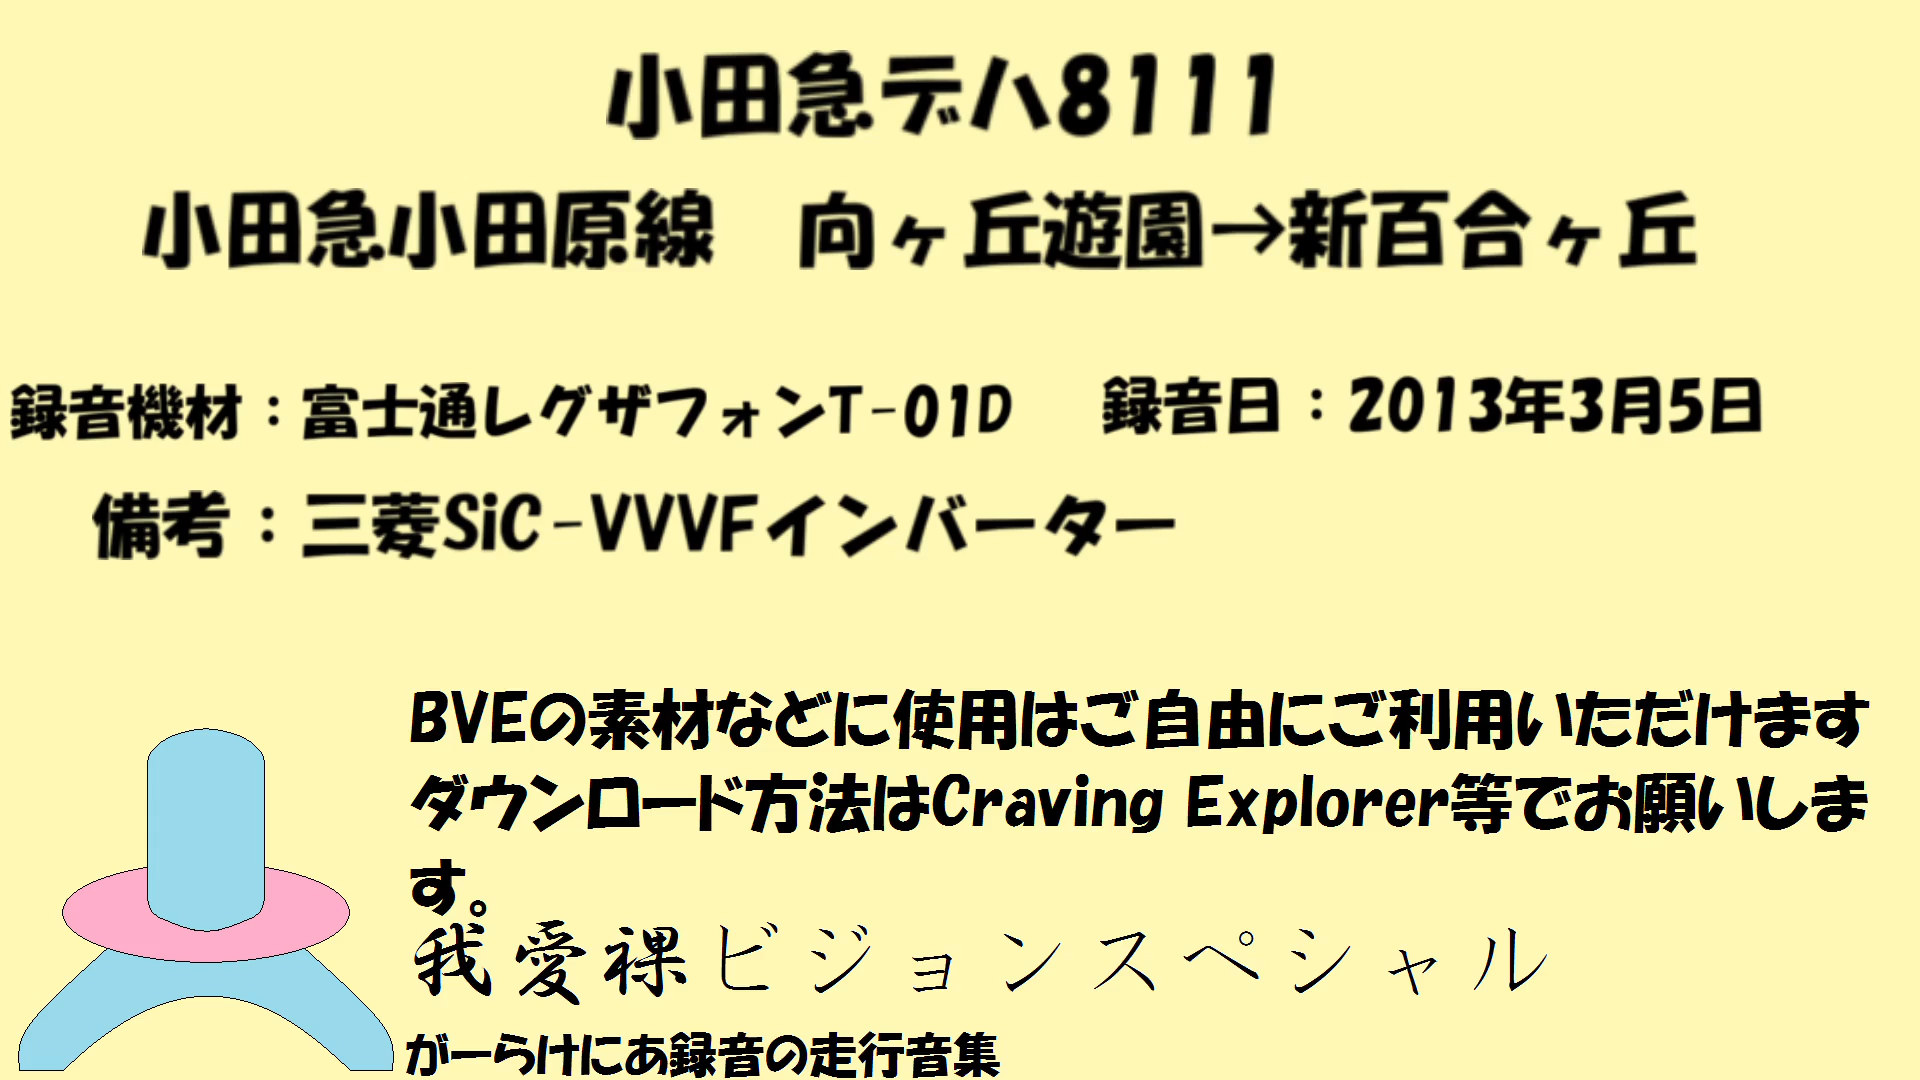 小田急デハ8111
小田急小田原線　向ヶ丘遊園→新百合ヶ丘
録音機材：富士通レグザフォンT-01D　録音日：2013年3月5日
備考：三菱SiC-VVVFインバーター
BVEの素材などに使用はご自由にご利用いただけます
ダウンロード方法はCraving Explorer等でお願いしま
す。
我愛裸ビジョンスペシャル
がーらけにあ録音の走行音集